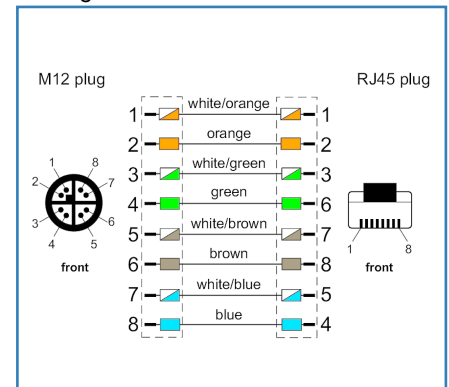 M12 plug RJ45 plug
white/orange
1 1
orange
2 2
white/green
3 3
green
4 6
white/brown
5 7
brown
6 8
white/blue
7 5
blue
8 4
1 8
2 7
3 6
4 5
front
1 8
front